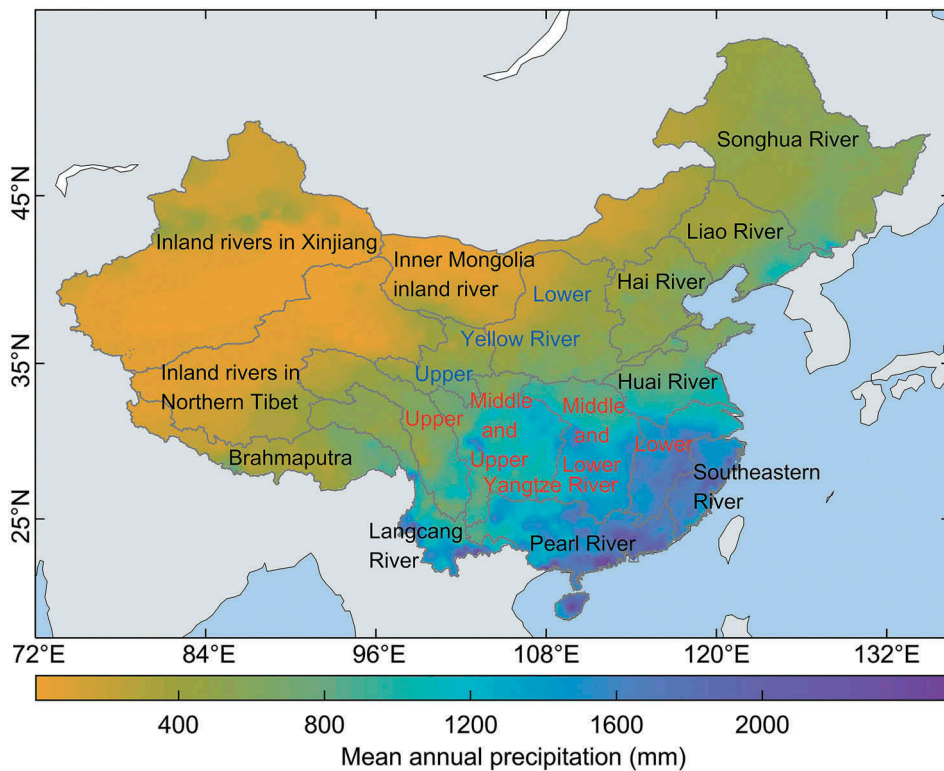 Songhua River
45°N
Liao River
Inland rivers in Xinjiang
Inner Mongolia
inland river
Hai River
Lower
Yellow River
35°N
Upper
Inland rivers in
Northern Tibet
Huai River
Upper
Middle
and
Upper
Middle
and
Lower
Lower
Yangtze River
Brahmaputra
Southeastern
River
25°N
Langcang
River
Pearl River
72°E 84°E 96°E 108°E 120°E 132°E
400 800 1200 1600 2000
Mean annual precipitation (mm)